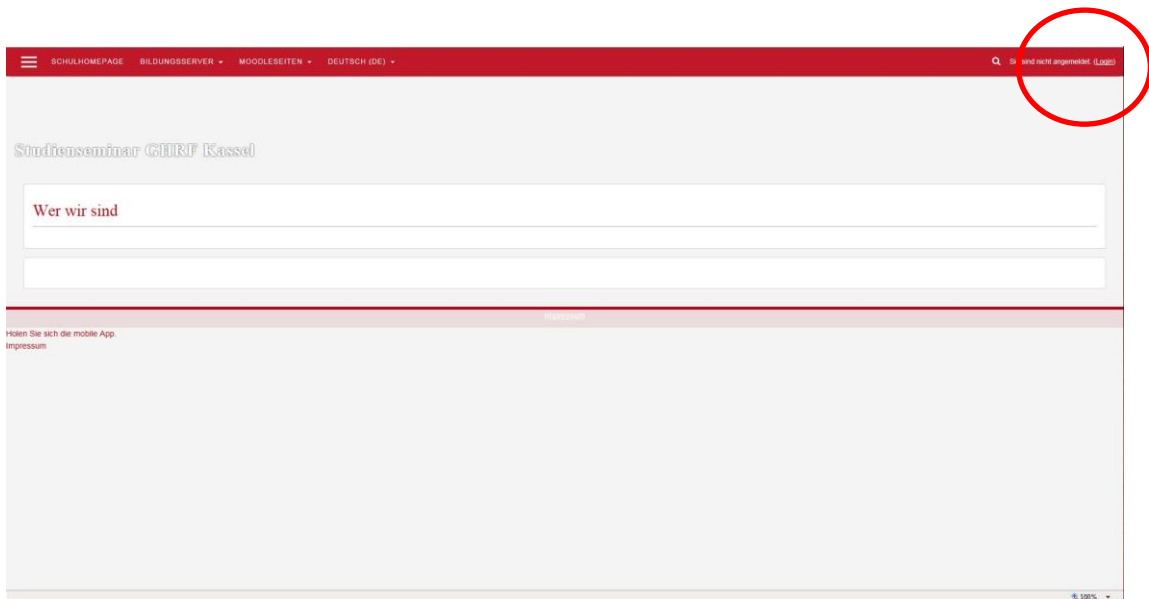 SCHULHOMEPAGE BILDUNGSSERVER MOODLESEITEN DEUTSCH (DE) Sie sind nicht angemeldet. (Login)
Studienseminar GHRF Kassel
Wer wir sind
Impressum
Holen Sie sich die mobile App.
Impressum
100%